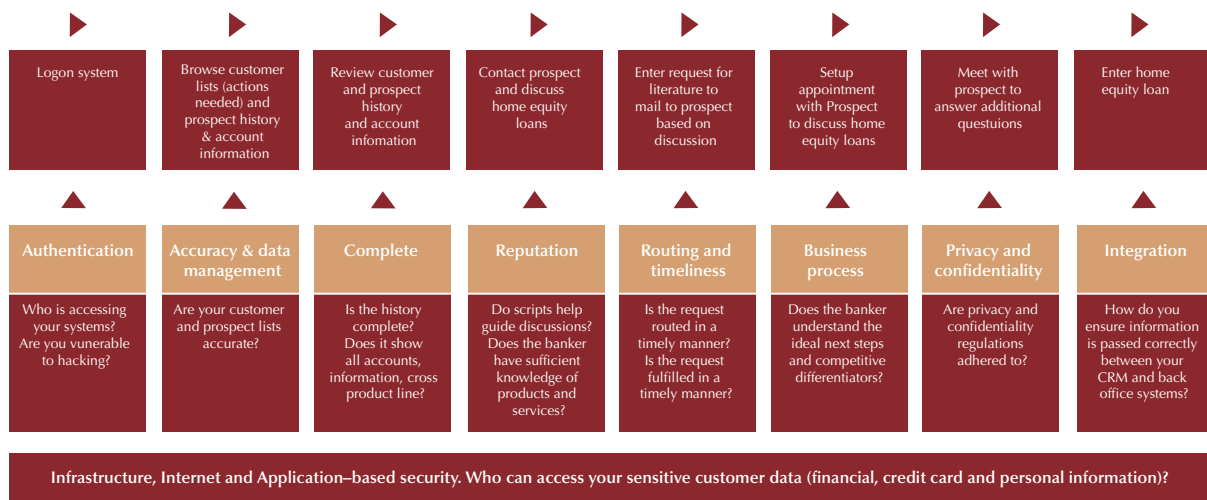 Logon system
Browse customer
lists (actions
needed) and
prospect history
& account
information
Review customer
and prospect
history
and account
infomation
Contact prospect
and discuss
home equity
loans
Enter request for
literature to
mail to prospect
based on
discussion
Setup
appointment
with Prospect
to discuss home
equity loans
Meet with
prospect to
answer additional
questuions
Enter home
equity loan
Authentication
Who is accessing
your systems?
Are you vunerable
to hacking?
Accuracy & data
management
Are your customer
and prospect lists
accurate?
Complete
Is the history
complete?
Does it show
all accounts,
information, cross
product line?
Reputation
Do scripts help
guide discussions?
Does the banker
have sufficient
knowledge of
products and
services?
Routing and
timeliness
Is the request
routed in a
timely manner?
Is the request
fulfilled in a
timely manner?
Business
process
Does the banker
understand the
ideal next steps
and competitive
differentiators?
Privacy and
confidentiality
Are privacy and
confidentiality
regulations
adhered to?
Integration
How do you
ensure information
is passed correctly
between your
CRM and back
office systems?
Infrastructure, Internet and Application–based security. Who can access your sensitive customer data (financial, credit card and personal information)?